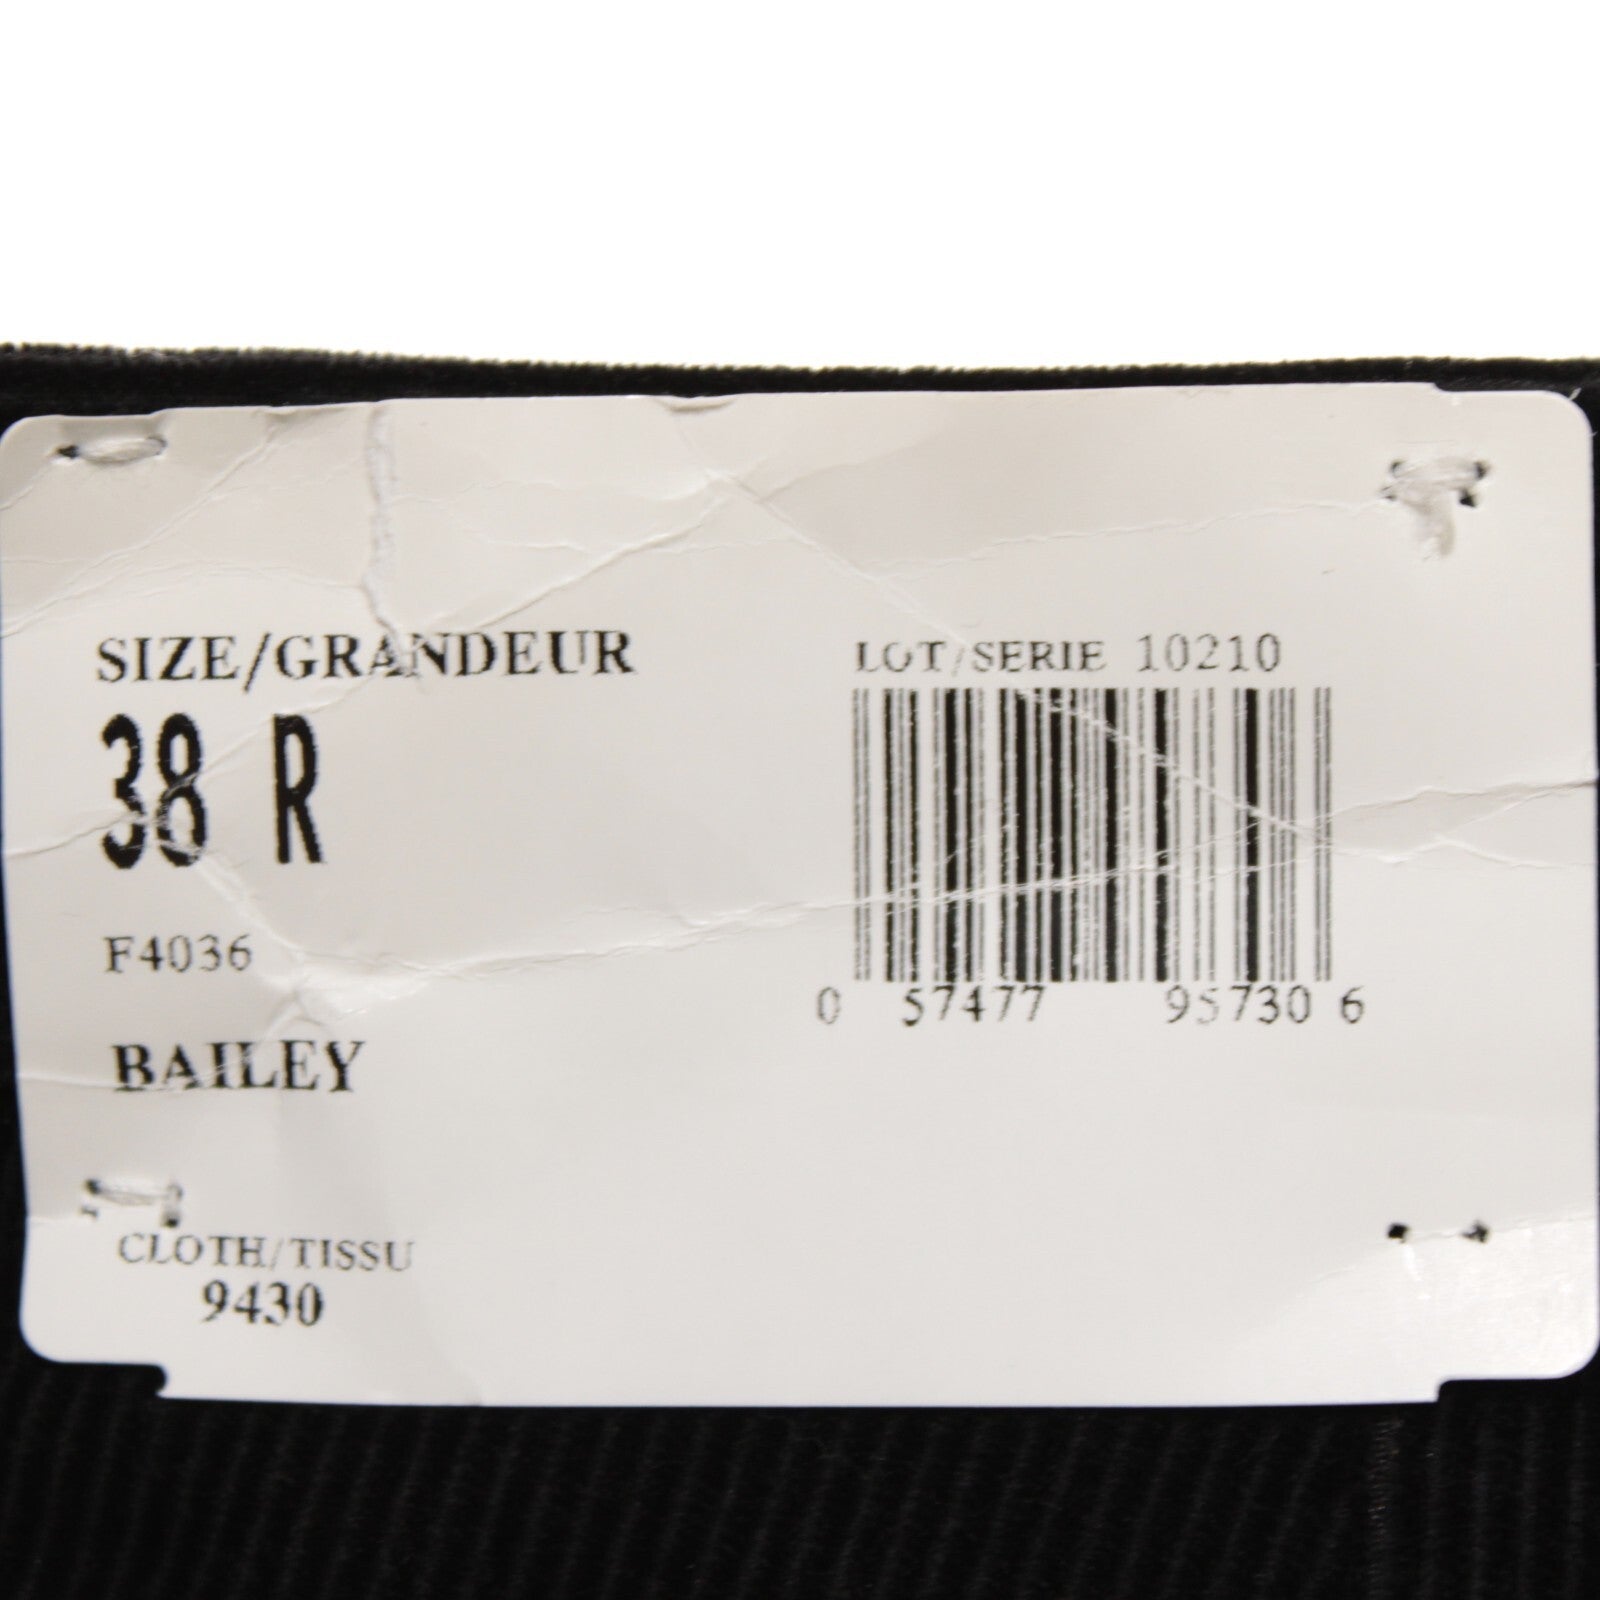 SIZE/GRANDEUR
38 R
F4036
BAILEY
CLOTH/TISSU
9430
LOT/SERIE 10210
0 57477 95730 6